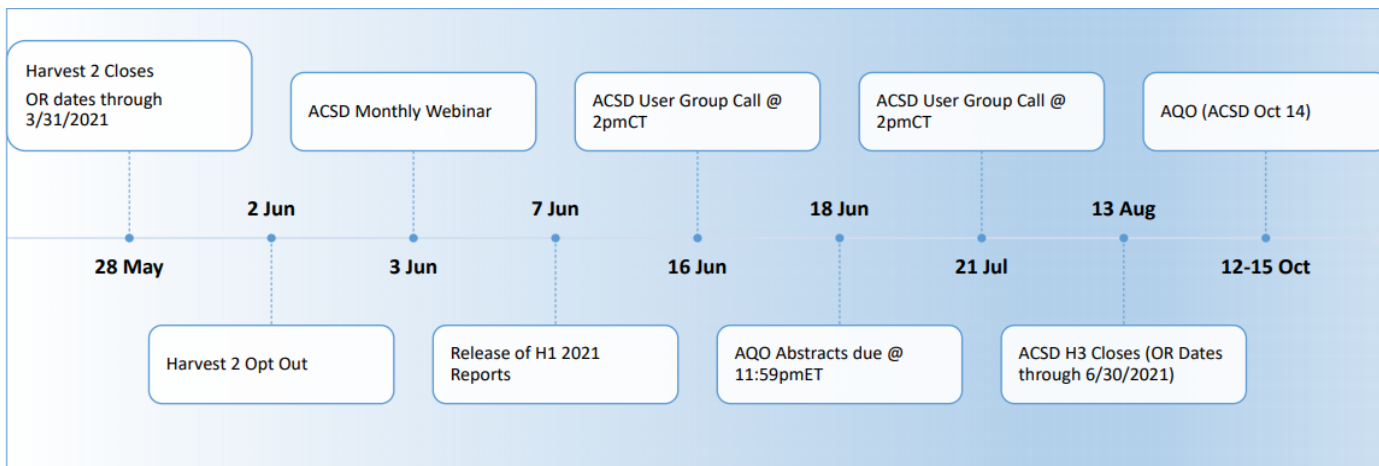 Harvest 2 Closes
OR dates through
3/31/2021
ACSD Monthly Webinar
ACSD User Group Call @
2pmCT
ACSD User Group Call @
2pmCT
AQO (ACSD Oct 14)
2 Jun
7 Jun
18 Jun
13 Aug
28 May
3 Jun
16 Jun
21 Jul
12-15 Oct
Harvest 2 Opt Out
Release of H1 2021
Reports
AQO Abstracts due @
11:59pmET
ACSD H3 Closes (OR Dates
through 6/30/2021)